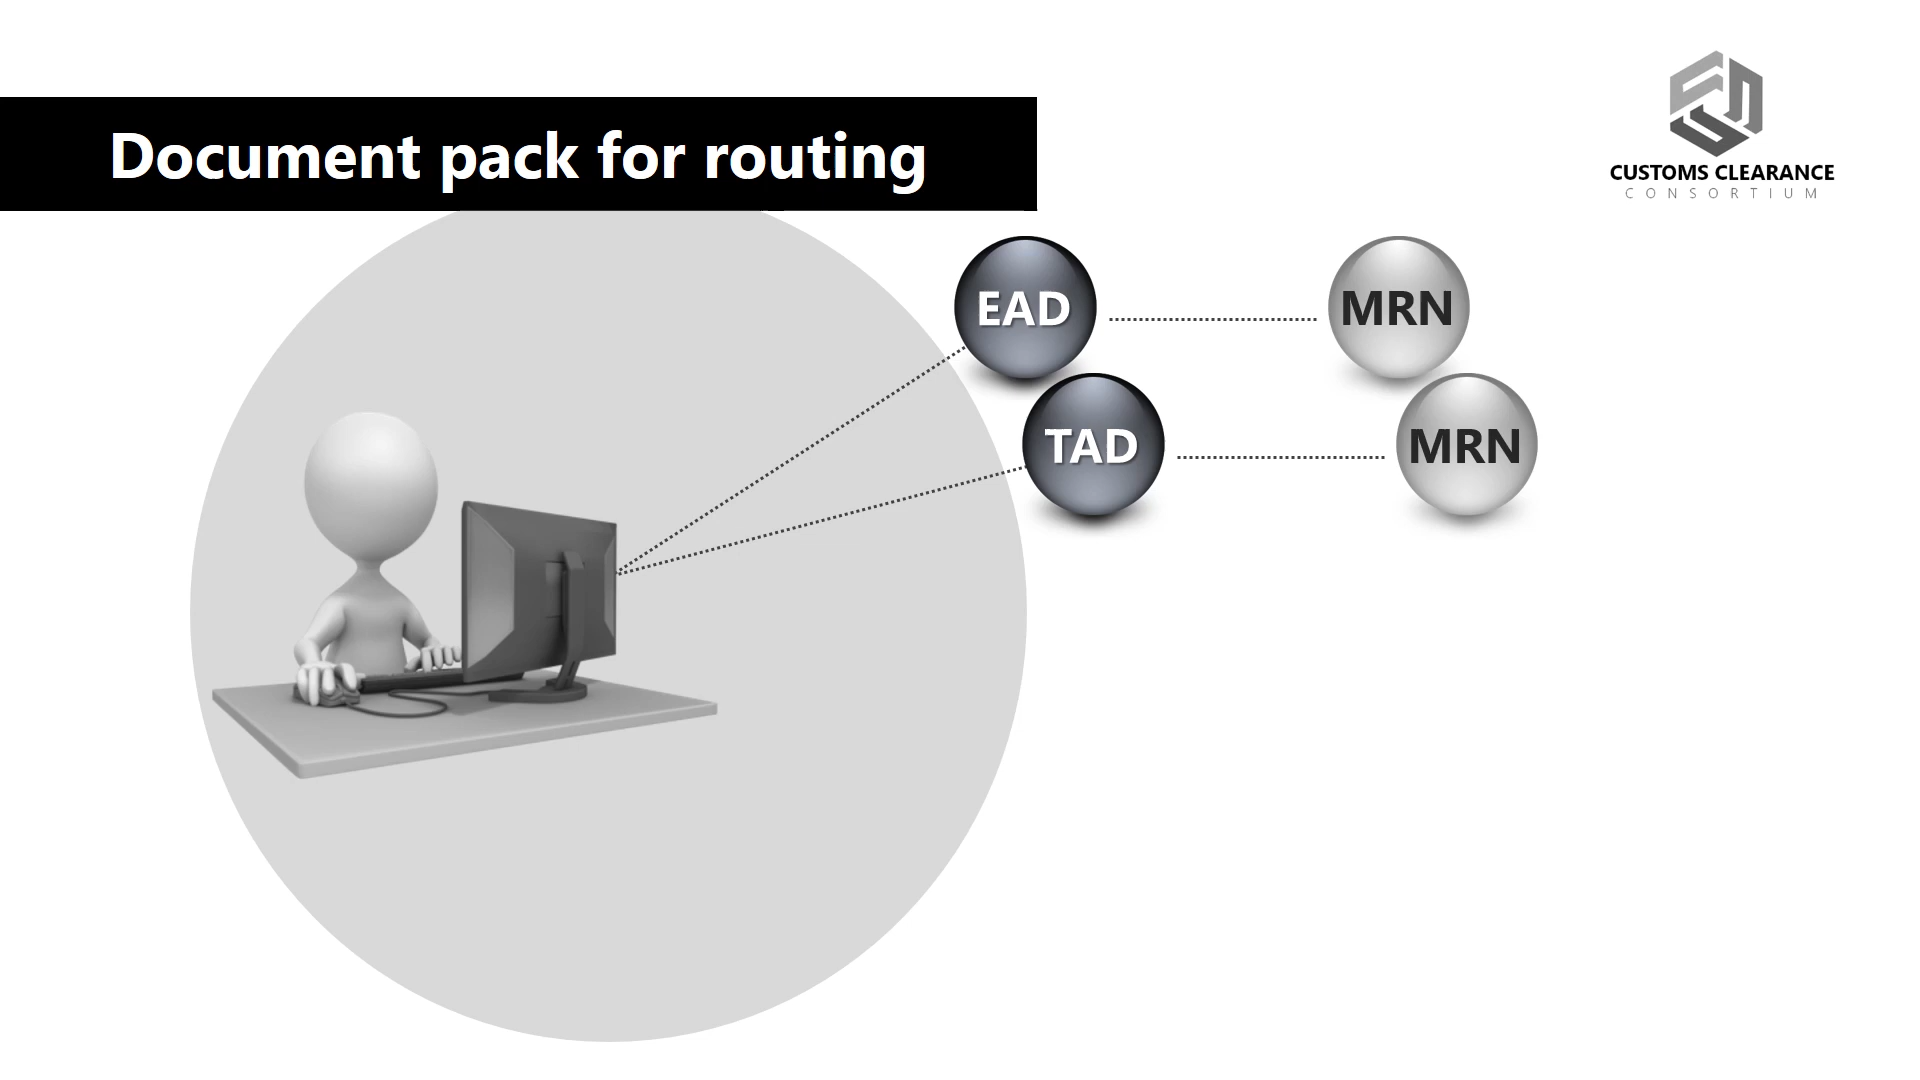 Document pack for routing
CUSTOMS CLEARANCE
CONSORTIUM
EAD
MRN
TAD
MRN